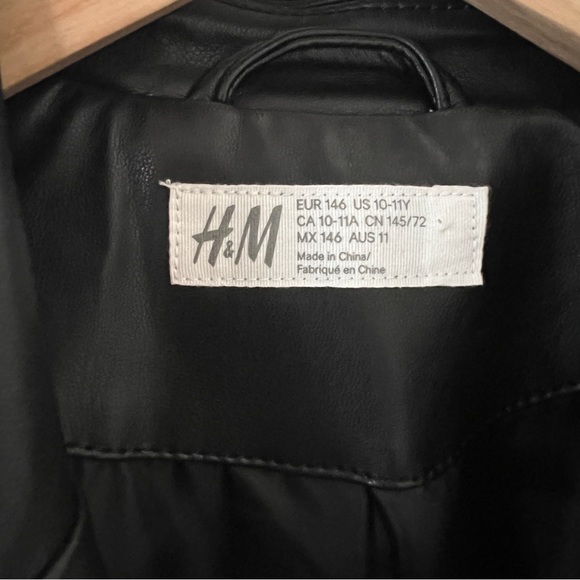 H&M
EUR 146 US 10-11Y
CA 10-11A CN 145/72
MX 146 AUS 11
Made in China/
Fabriqué en Chine